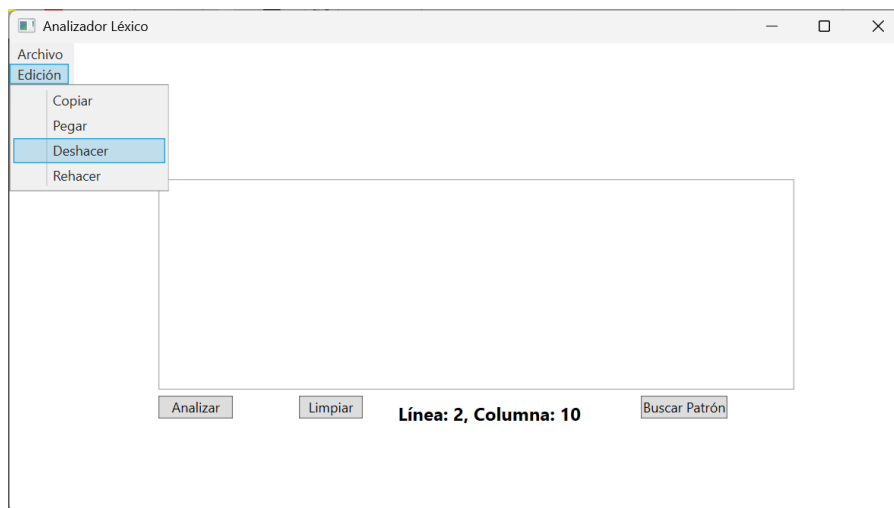 Analizador Léxico
Archivo
Edición
Copiar
Pegar
Deshacer
Rehacer
Analizar Limpiar Línea: 2, Columna: 10 Buscar Patrón